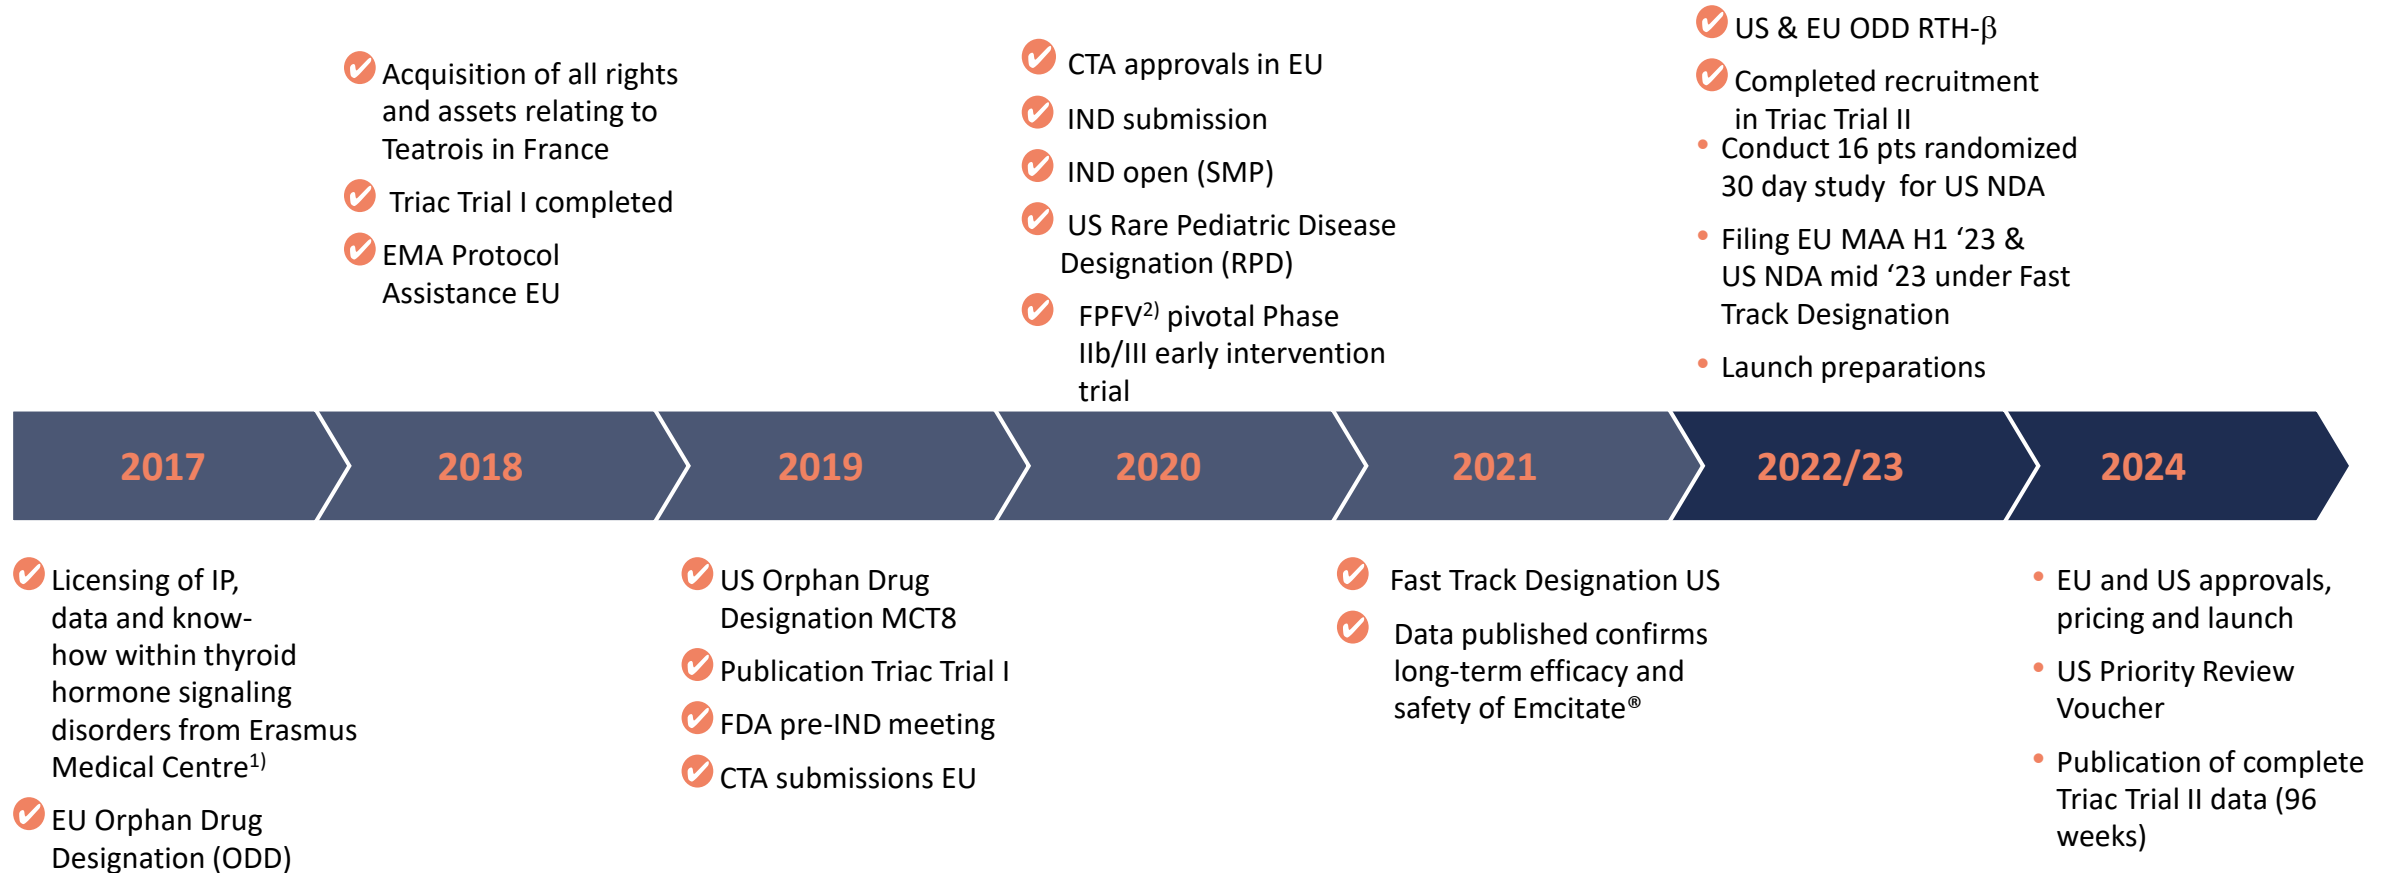 Acquisition of all rights
and assets relating to
Teatrois in France
Triac Trial I completed
EMA Protocol
Assistance EU
CTA approvals in EU
IND submission
IND open (SMP)
US Rare Pediatric Disease
Designation (RPD)
FPFV2) pivotal Phase
IIb/III early intervention
trial
US & EU ODD RTH-β
Completed recruitment
in Triac Trial II
• Conduct 16 pts randomized
30 day study for US NDA
• Filing EU MAA H1 ‘23 &
US NDA mid ‘23 under Fast
Track Designation
• Launch preparations
2017
2018
2019
2020
2021
2022/23
2024
Licensing of IP,
data and know-
how within thyroid
hormone signaling
disorders from Erasmus
Medical Centre1)
EU Orphan Drug
Designation (ODD)
US Orphan Drug
Designation MCT8
Publication Triac Trial I
FDA pre-IND meeting
CTA submissions EU
Fast Track Designation US
Data published confirms
long-term efficacy and
safety of Emcitate®
• EU and US approvals,
pricing and launch
• US Priority Review
Voucher
• Publication of complete
Triac Trial II data (96
weeks)